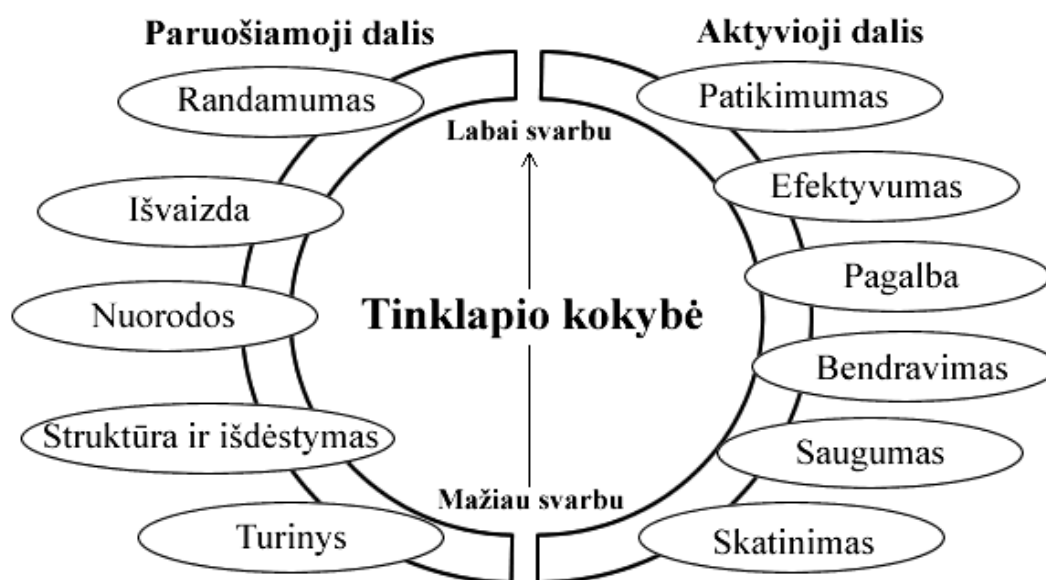 Paruošiamoji dalis
Aktyvioji dalis
Randamumas
Patikimumas
Labai svarbu
Išvaizda
Efektyvumas
Nuorodos
Tinklapio kokybė
Pagalba
Bendravimas
Struktūra ir išdėstymas
Saugumas
Mažiau svarbu
Turinys
Skatinimas